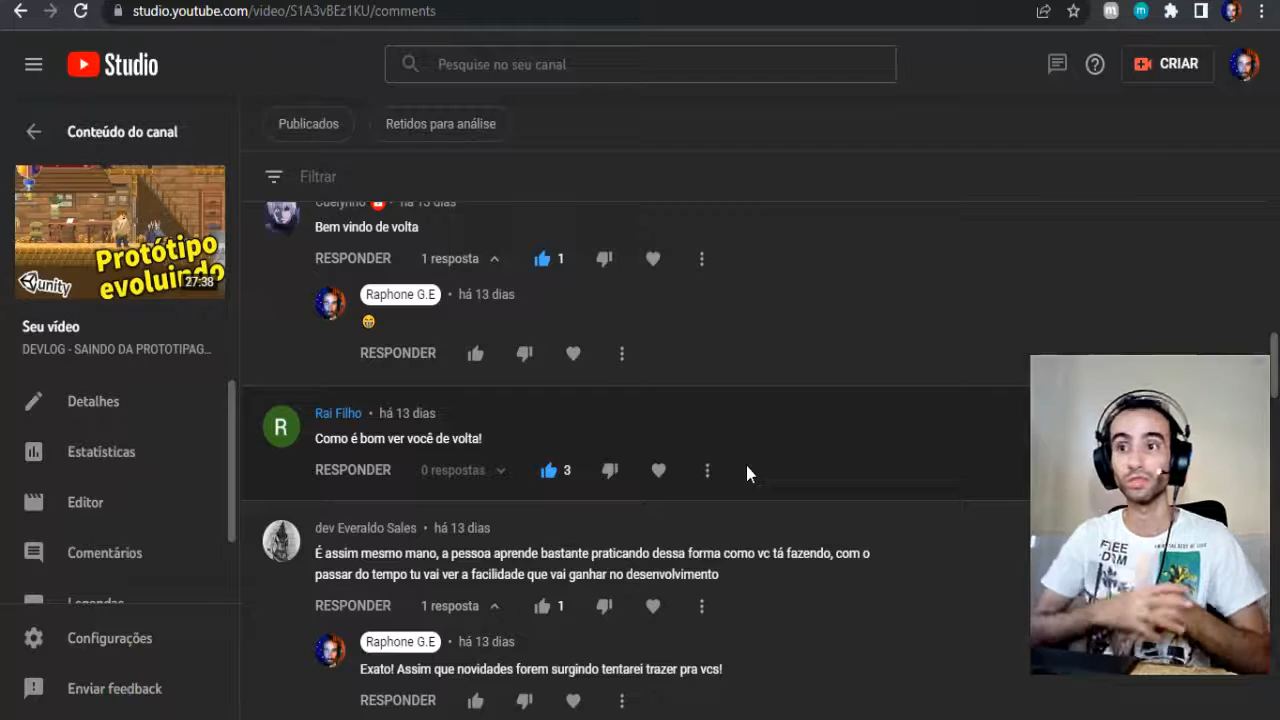 studio.youtube.com/video/S1A3vBEz1KU/comments
Studio
Pesquise no seu canal
CRIAR
Conteúdo do canal
Publicados
Retidos para análise
Filtrar
Protótipo
evoluindo
unity
27:38
Seu vídeo
DEVLOG - SAINDO DA PROTOTIPAG...
Detalhes
Estatísticas
Editor
Comentários
Legendas
Configurações
Enviar feedback
há 13 dias
Bem vindo de volta
RESPONDER 1 resposta 1
Raphone G.E • há 13 dias
😁
RESPONDER
R
Rai Filho • há 13 dias
Como é bom ver você de volta!
RESPONDER 0 respostas 3
dev Everaldo Sales • há 13 dias
É assim mesmo mano, a pessoa aprende bastante praticando dessa forma como vc tá fazendo, com o
passar do tempo tu vai ver a facilidade que vai ganhar no desenvolvimento
RESPONDER 1 resposta 1
Raphone G.E • há 13 dias
Exato! Assim que novidades forem surgindo tentarei trazer pra vcs!
RESPONDER
FREE